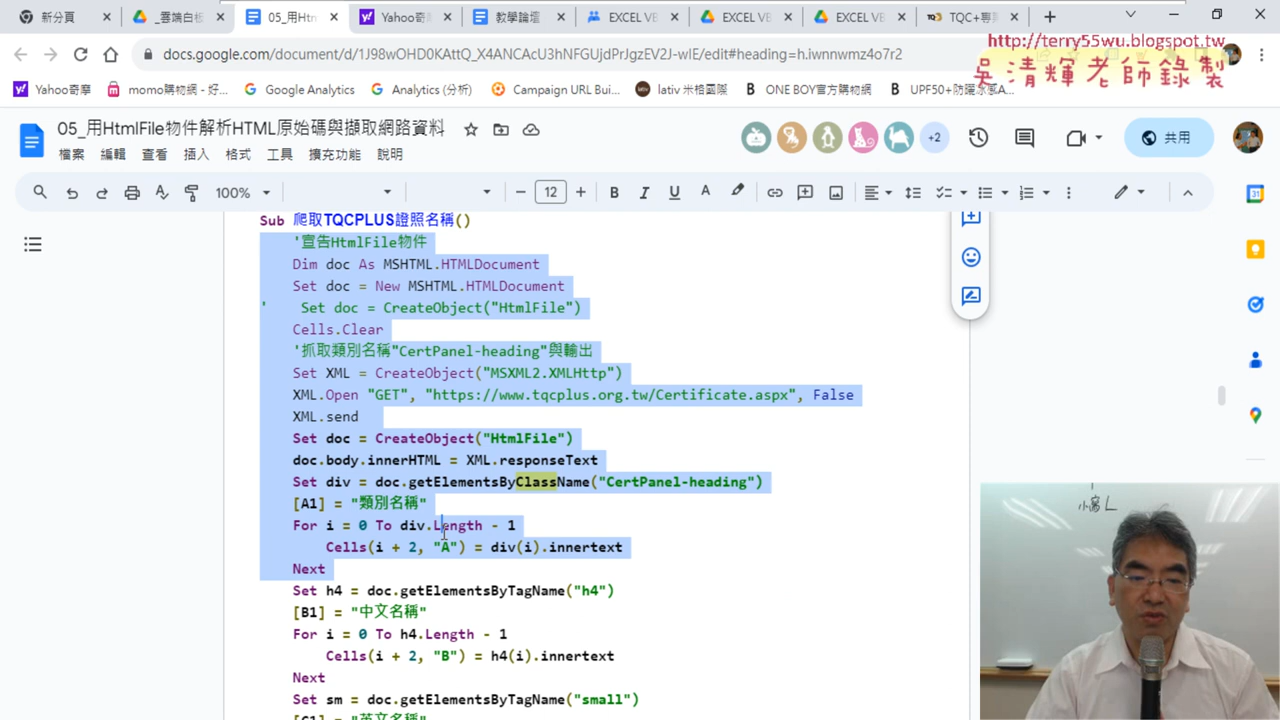 新分頁
_雲端白板
05_用Htm
Yahoo奇
教學論壇
EXCEL VB
EXCEL VB
EXCEL VB
TQC+專
docs.google.com/document/d/1J98wOHD0KAttQ_X4ANCAcU3hNFGUjdPrJgzEV2J-wIE/edit#heading=h.iwnnwmz4o7r2
http://terry55wu.blogspot.tw
吳清輝老師錄製
Yahoo奇摩
momo購物網 - 好...
Google Analytics
Analytics (分析)
Campaign URL Bui...
lativ 米格國際
ONE BOY官方購物網
UPF50+防曬冰感A...
05_用HtmlFile物件解析HTML原始碼與擷取網路資料
+2
共用
檔案 編輯 查看 插入 格式 工具 擴充功能 說明
100%
12
Sub 爬取TQCPLUS證照名稱()
'宣告HtmlFile物件
Dim doc As MSHTML.HTMLDocument
Set doc = New MSHTML.HTMLDocument
' Set doc = CreateObject("HtmlFile")
Cells.Clear
'抓取類別名稱"CertPanel-heading"與輸出
Set XML = CreateObject("MSXML2.XMLHttp")
XML.Open "GET", "https://www.tqcplus.org.tw/Certificate.aspx", False
XML.send
Set doc = CreateObject("HtmlFile")
doc.body.innerHTML = XML.responseText
Set div = doc.getElementsByClassName("CertPanel-heading")
[A1] = "類別名稱"
For i = 0 To div.Length - 1
Cells(i + 2, "A") = div(i).innertext
Next
Set h4 = doc.getElementsByTagName("h4")
[B1] = "中文名稱"
For i = 0 To h4.Length - 1
Cells(i + 2, "B") = h4(i).innertext
Next
Set sm = doc.getElementsByTagName("small")
[C1] = "英文名稱"